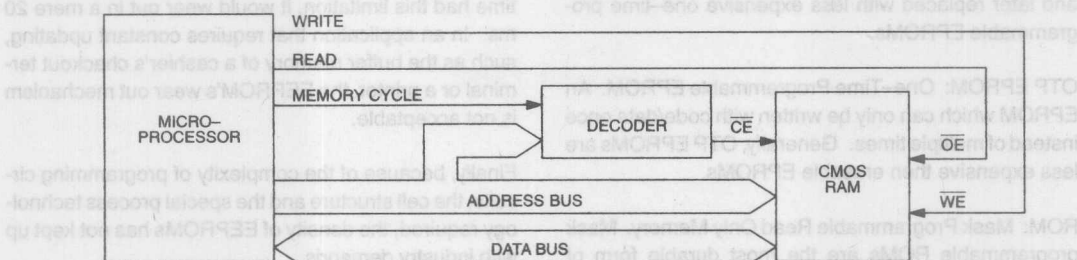 WRITE
READ
MEMORY CYCLE
MICRO–
PROCESSOR
DECODER
CE
OE
CMOS
RAM
WE
ADDRESS BUS
DATA BUS